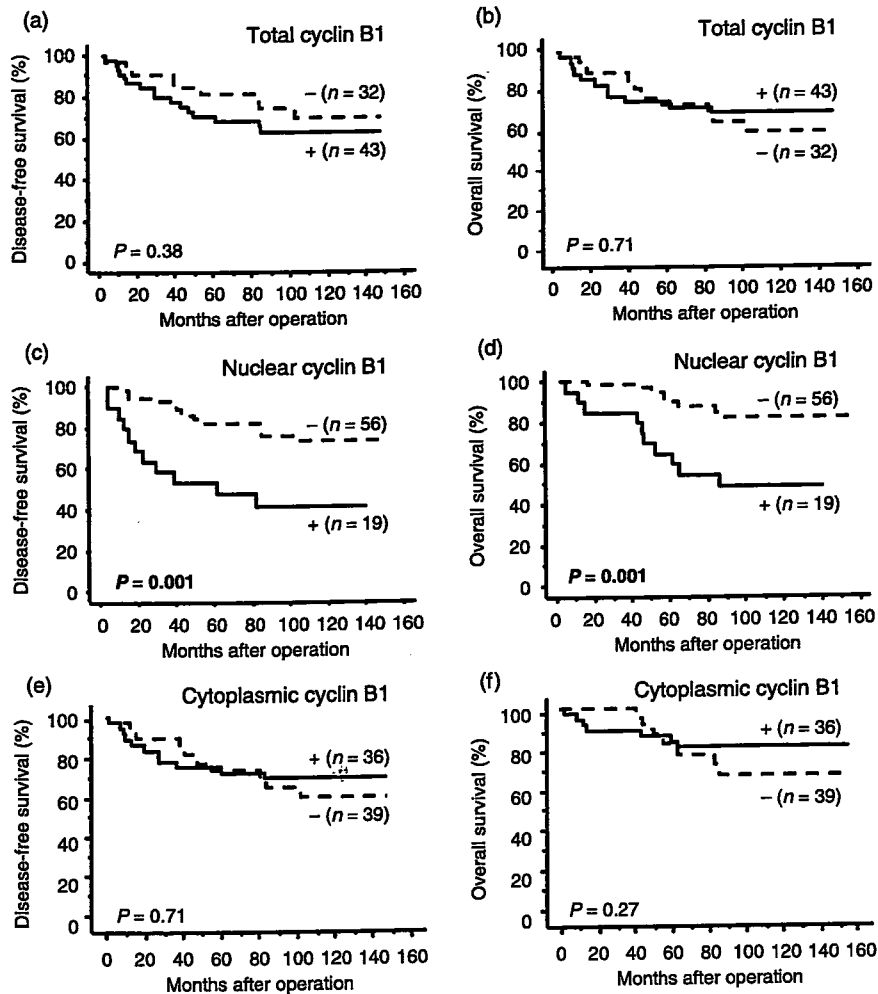 (a)
Total cyclin B1
Disease-free survival (%)
100
80
60
40
20
0
− (n = 32)
+ (n = 43)
P = 0.38
0 20 40 60 80 100 120 140 160
Months after operation
(b)
Total cyclin B1
Overall survival (%)
100
80
60
40
20
0
+ (n = 43)
− (n = 32)
P = 0.71
0 20 40 60 80 100 120 140 160
Months after operation
(c)
Nuclear cyclin B1
Disease-free survival (%)
100
80
60
40
20
0
− (n = 56)
+ (n = 19)
P = 0.001
0 20 40 60 80 100 120 140 160
Months after operation
(d)
Nuclear cyclin B1
Overall survival (%)
100
80
60
40
20
0
− (n = 56)
+ (n = 19)
P = 0.001
0 20 40 60 80 100 120 140 160
Months after operation
(e)
Cytoplasmic cyclin B1
Disease-free survival (%)
100
80
60
40
20
0
+ (n = 36)
− (n = 39)
P = 0.71
0 20 40 60 80 100 120 140 160
Months after operation
(f)
Cytoplasmic cyclin B1
Overall survival (%)
100
80
60
40
20
0
+ (n = 36)
− (n = 39)
P = 0.27
0 20 40 60 80 100 120 140 160
Months after operation